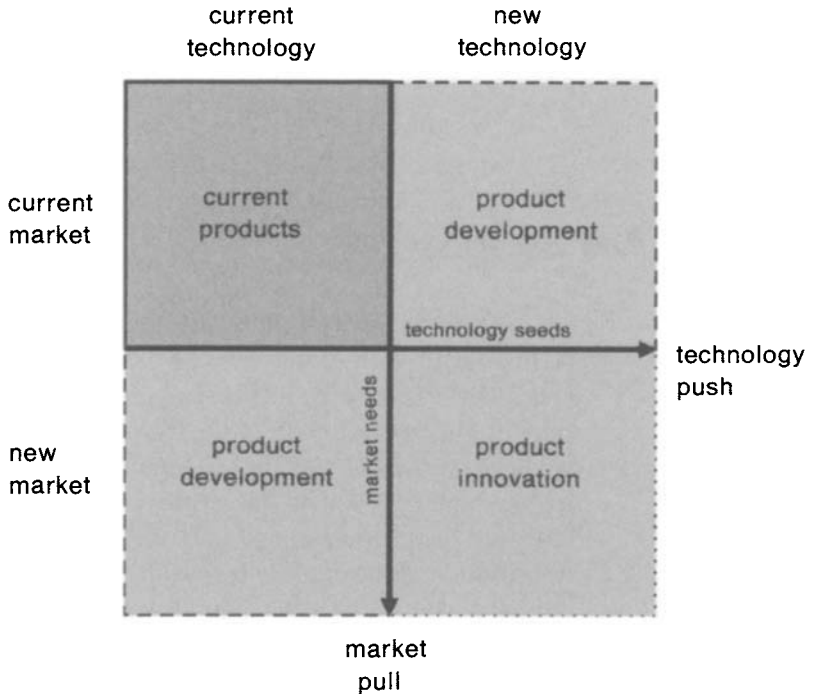 current
technology
new
technology
current
market
current
products
product
development
technology seeds
technology
push
market needs
new
market
product
development
product
innovation
market
pull